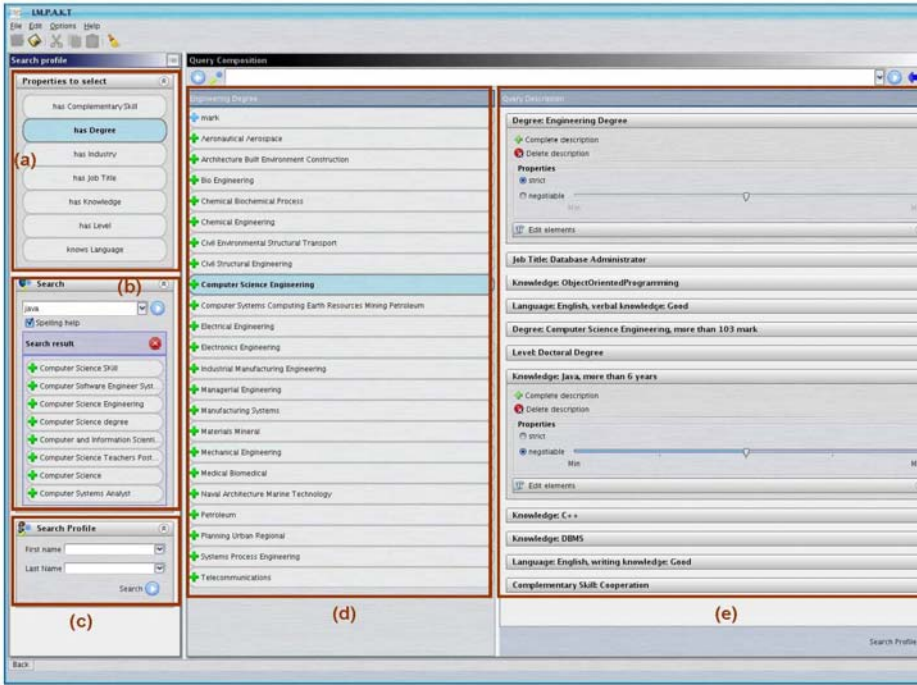 I.M.P.A.K.T
File Edit Options Help
Search profile
Properties to select
has Complementary Skill
has Degree
(a)
has Industry
has Job Title
has Knowledge
has Level
knows Language
Search
(b)
java
Spelling help
Search result
Computer Science Skill
Computer Software Engineer Syst...
Computer Science Engineering
Computer Science degree
Computer and Information Scienti...
Computer Science Teachers Post...
Computer Science
Computer Systems Analyst
Search Profile
First name
Last Name
Search
(c)
Back
Query Composition
Engineering Degree
mark
Aeronautical Aerospace
Architecture Built Environment Construction
Bio Engineering
Chemical Biochemical Process
Chemical Engineering
Civil Environmental Structural Transport
Civil Structural Engineering
Computer Science Engineering
Computer Systems Computing Earth Resources Mining Petroleum
Electrical Engineering
Electronics Engineering
Industrial Manufacturing Engineering
Managerial Engineering
Manufacturing Systems
Materials Mineral
Mechanical Engineering
Medical Biomedical
Naval Architecture Marine Technology
Petroleum
Planning Urban Regional
Systems Process Engineering
Telecommunications
(d)
Query Description
Degree: Engineering Degree
Complete description
Delete description
Properties
strict
negotiable
Min
Edit elements
Job Title: Database Administrator
Knowledge: ObjectOrientedProgramming
Language: English, verbal knowledge: Good
Degree: Computer Science Engineering, more than 103 mark
Level: Doctoral Degree
Knowledge: Java, more than 6 years
Complete description
Delete description
Properties
strict
negotiable
Min
Edit elements
Knowledge: C++
Knowledge: DBMS
Language: English, writing knowledge: Good
Complementary Skill: Cooperation
(e)
Search Profile